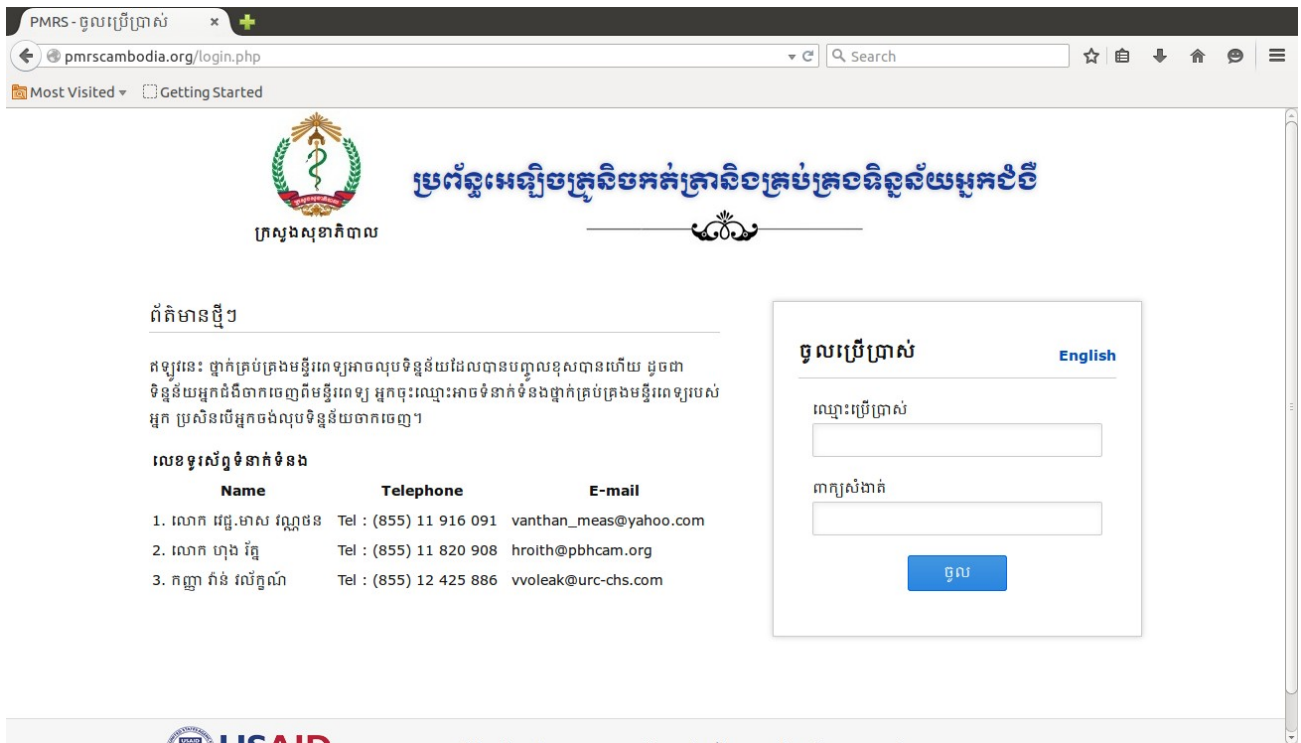 PMRS - ចូលប្រើប្រាស់
pmrscambodia.org/login.php
Search
Most Visited
Getting Started
ប្រព័ន្ធអេឡិចត្រូនិចកត់ត្រានិងគ្រប់គ្រងទិន្នន័យអ្នកជំងឺ
ក្រសួងសុខាភិបាល
ព័ត៌មានថ្មីៗ
ឥឡូវនេះ ថ្នាក់គ្រប់គ្រងមន្ទីរពេទ្យអាចលុបទិន្នន័យដែលបានបញ្ចូលខុសបានហើយ ដូចជា
ទិន្នន័យអ្នកជំងឺចាកចេញពីមន្ទីរពេទ្យ អ្នកចុះឈ្មោះអាចទំនាក់ទំនងថ្នាក់គ្រប់គ្រងមន្ទីរពេទ្យរបស់
អ្នក ប្រសិនបើអ្នកចង់លុបទិន្នន័យចាកចេញ។
លេខទូរស័ព្ទទំនាក់ទំនង
Name Telephone E-mail
1. លោក វេជ្ជ.មាស វណ្ណថន Tel : (855) 11 916 091 vanthan_meas@yahoo.com
2. លោក ហុង រ័ត្ន Tel : (855) 11 820 908 hroith@pbhcam.org
3. កញ្ញា វ៉ាន់ វល័ក្ខណ៍ Tel : (855) 12 425 886 vvoleak@urc-chs.com
ចូលប្រើប្រាស់ English
ឈ្មោះប្រើប្រាស់
ពាក្យសំងាត់
ចូល
USAID